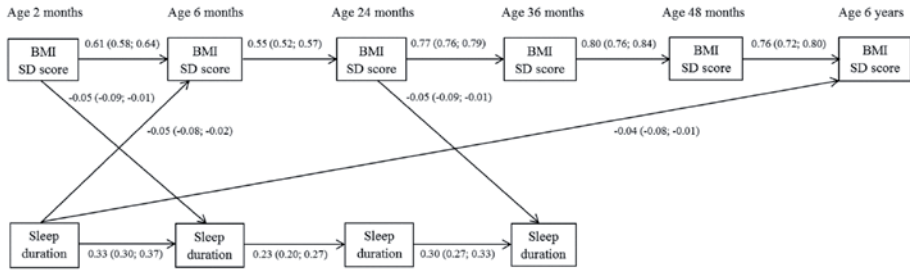 Age 2 months Age 6 months Age 24 months Age 36 months Age 48 months Age 6 years
BMI
SD score
0.61 (0.58; 0.64)
BMI
SD score
0.55 (0.52; 0.57)
BMI
SD score
0.77 (0.76; 0.79)
BMI
SD score
0.80 (0.76; 0.84)
BMI
SD score
0.76 (0.72; 0.80)
BMI
SD score
-0.05 (-0.09; -0.01)
-0.05 (-0.09; -0.01)
-0.05 (-0.08; -0.02)
-0.04 (-0.08; -0.01)
Sleep
duration
0.33 (0.30; 0.37)
Sleep
duration
0.23 (0.20; 0.27)
Sleep
duration
0.30 (0.27; 0.33)
Sleep
duration